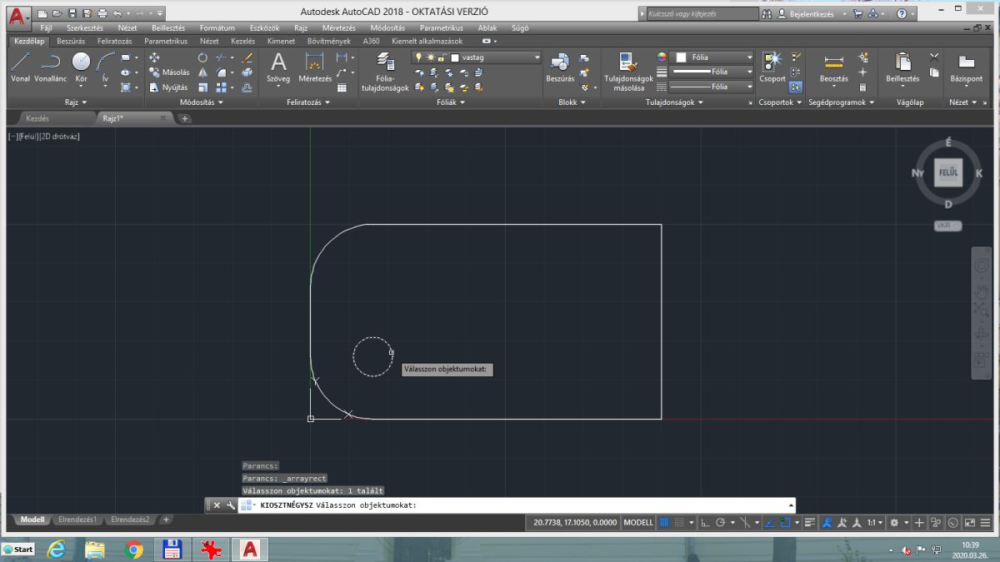 Autodesk AutoCAD 2018 - OKTATÁSI VERZIÓ
Kulcsszó vagy kifejezés
Bejelentkezés
Fájl Szerkesztés Nézet Beillesztés Formátum Eszközök Rajz Méretezés Módosítás Parametrikus Ablak Súgó
Kezdőlap Beszúrás Feliratozás Parametrikus Nézet Kezelés Kimenet Bővítmények A360 Kiemelt alkalmazások
Vonal Vonallánc Kör Ív
Másolás
Nyújtás
Szöveg Méretezés
Fólia-
tulajdonságok
vastag
Beszúrás
Tulajdonságok
másolása
Fólia
Fólia
Fólia
Csoport
Beosztás
Beillesztés
Bázispont
Rajz Módosítás Feliratozás Fóliák Blokk Tulajdonságok Csoportok Segédprogramok Vágólap Nézet
Kezdés Rajz1*
[−][Felül][2D drótváz]
É
Ny FELÜL K
D
VKR
Válasszon objektumokat:
Parancs:
Parancs: _arrayrect
Válasszon objektumokat: 1 talált
KIOSZTNÉGYSZ Válasszon objektumokat:
Modell Elrendezés1 Elrendezés2 +
20.7738, 17.1050, 0.0000 MODELL 1:1
Start
10:39
2020.03.26.